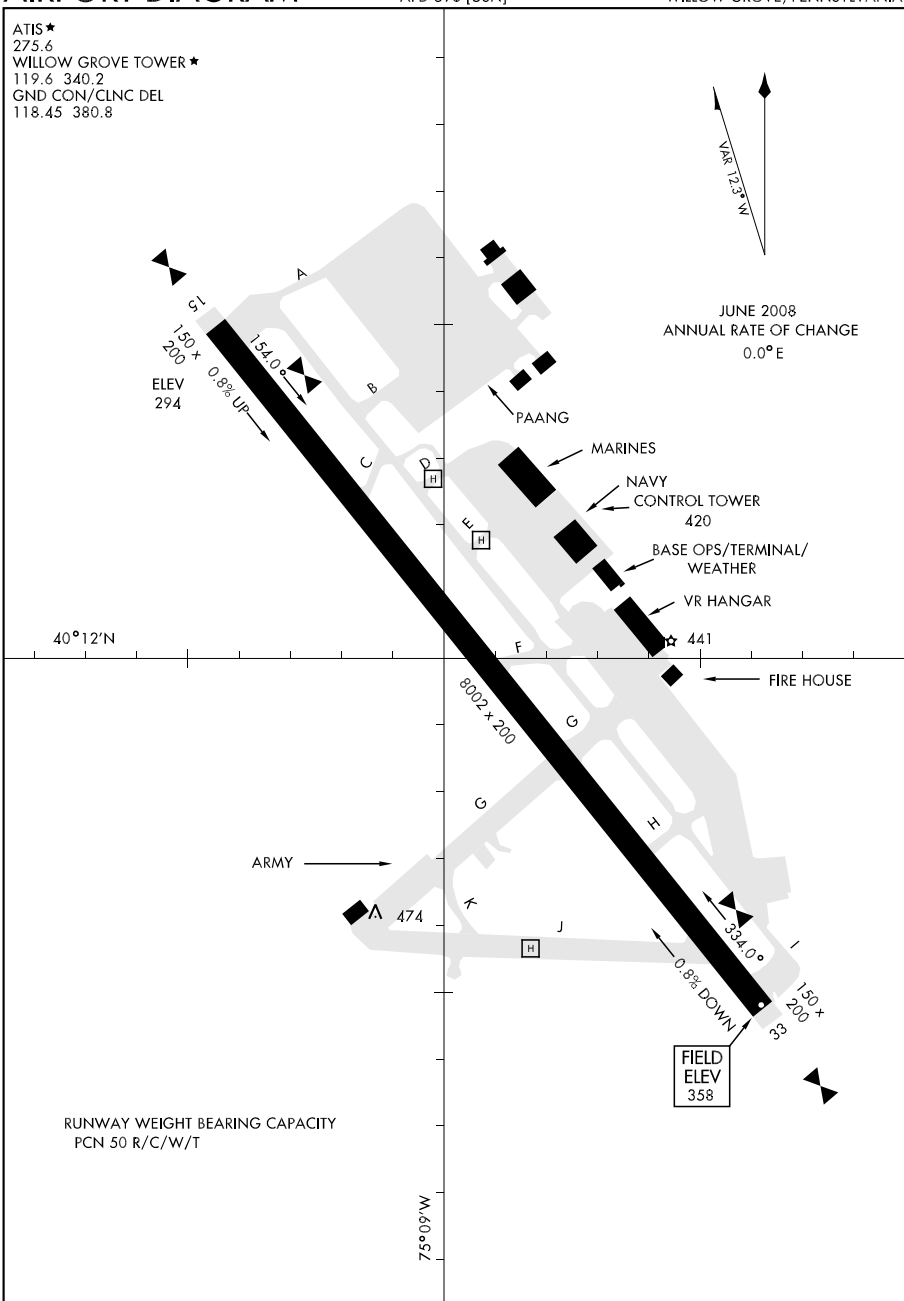 ATIS★
275.6
WILLOW GROVE TOWER★
119.6 340.2
GND CON/CLNC DEL
118.45 380.8
VAR 12.3° W
JUNE 2008
ANNUAL RATE OF CHANGE
0.0° E
A
15
150 x
200
154.0°
0.8% UP
ELEV
294
B
PAANG
MARINES
C
D
H
NAVY
CONTROL TOWER
420
E
H
BASE OPS/TERMINAL/
WEATHER
VR HANGAR
40°12'N
F
441
FIRE HOUSE
8002 x 200
G
G
H
ARMY
K
474
J
H
334.0°
I
0.8% DOWN
150 x
200
33
FIELD
ELEV
358
RUNWAY WEIGHT BEARING CAPACITY
PCN 50 R/C/W/T
75°09'W